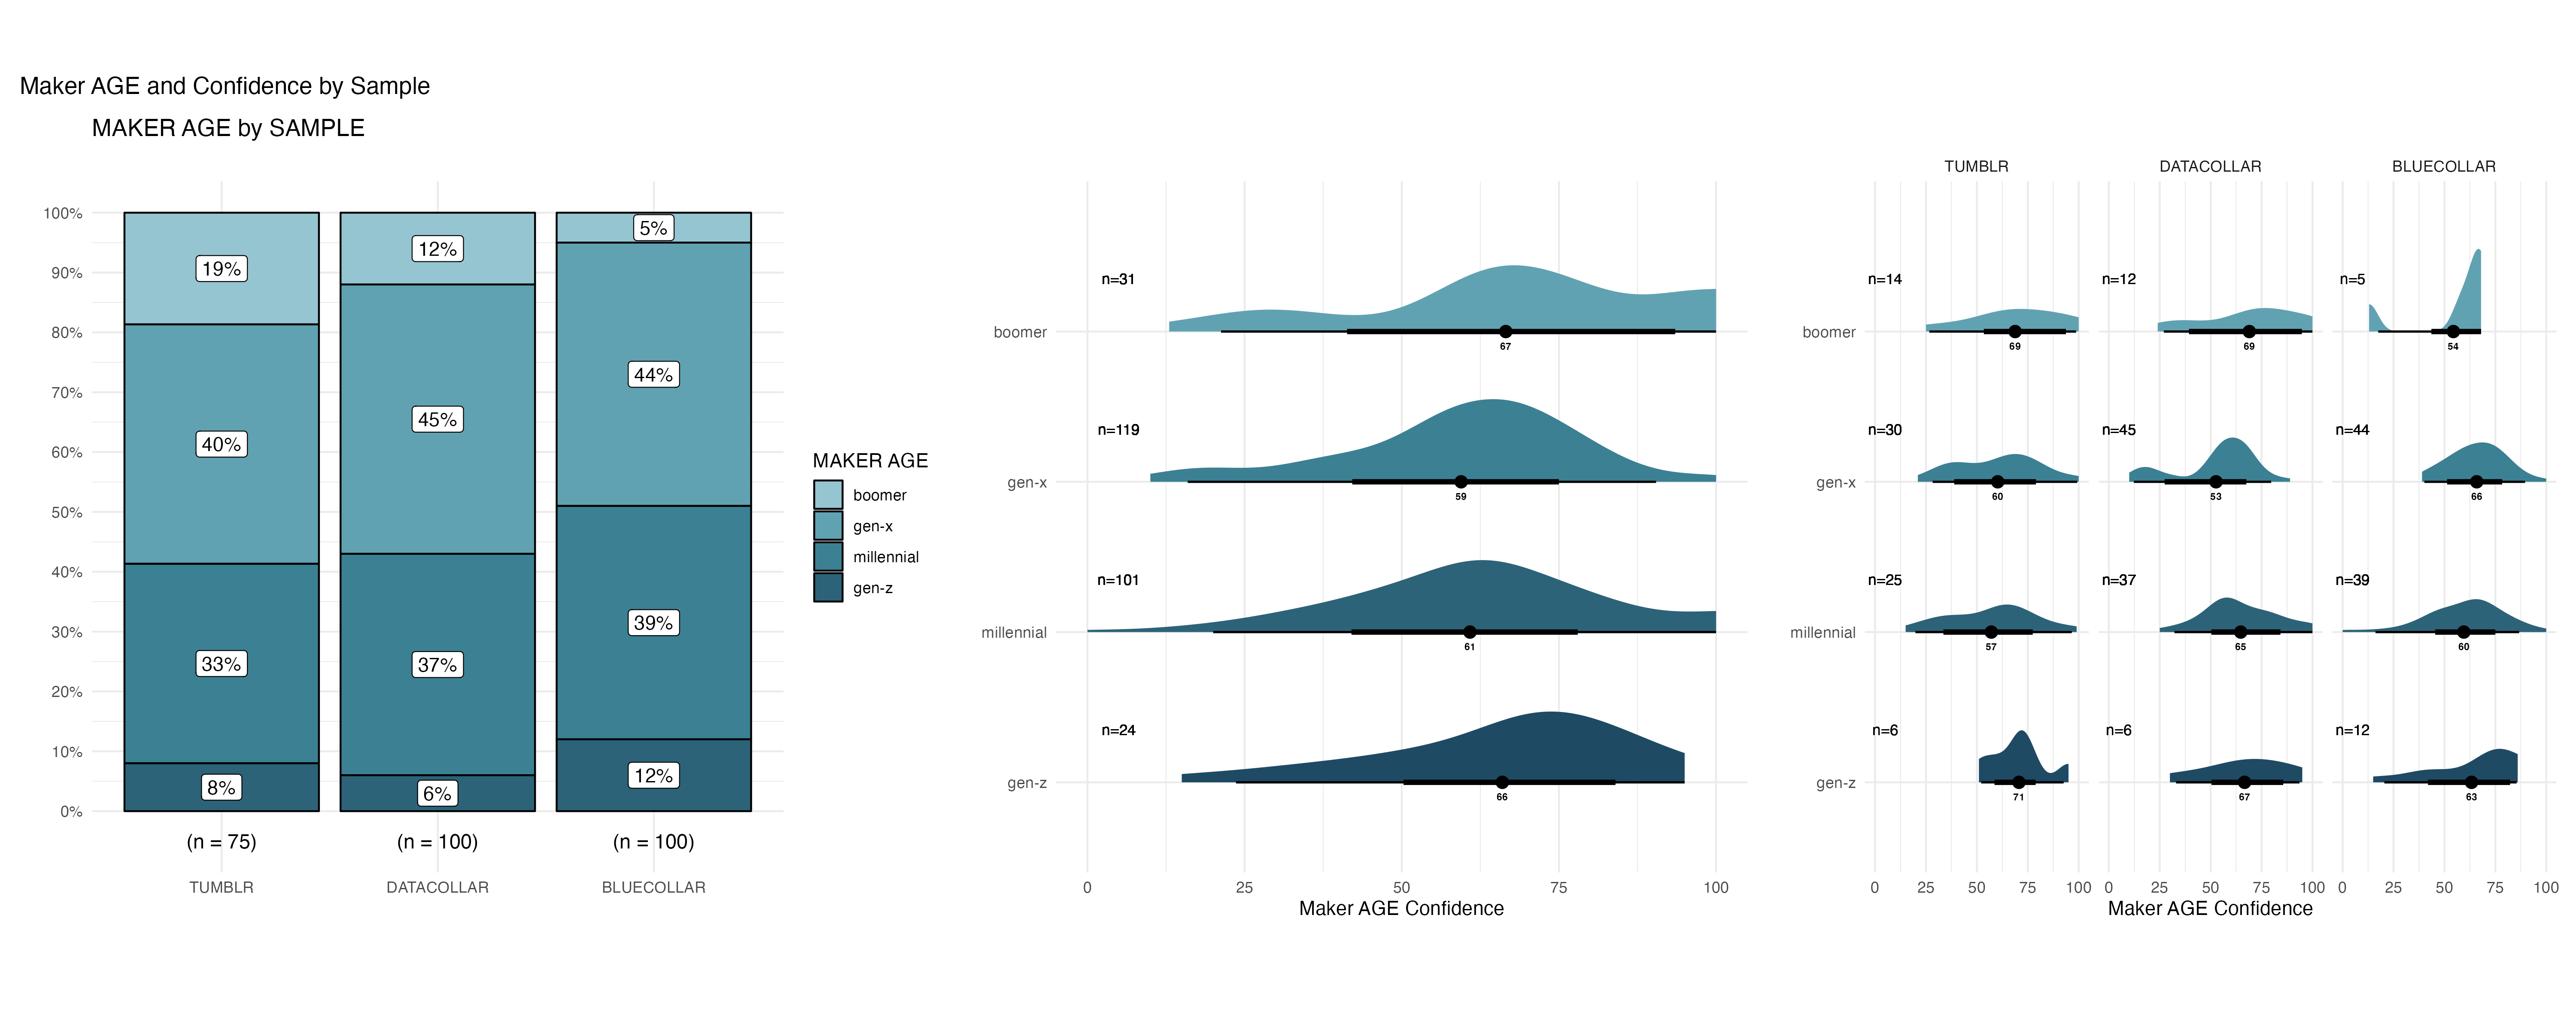 Maker AGE and Confidence by Sample
MAKER AGE by SAMPLE
100%
90%
80%
70%
60%
50%
40%
30%
20%
10%
0%
19%
40%
33%
8%
12%
45%
37%
6%
5%
44%
39%
12%
(n = 75)
(n = 100)
(n = 100)
TUMBLR
DATACOLLAR
BLUECOLLAR
MAKER AGE
boomer
gen-x
millennial
gen-z
boomer
gen-x
millennial
gen-z
n=31
67
n=119
59
n=101
61
n=24
66
0 25 50 75 100
Maker AGE Confidence
TUMBLR DATACOLLAR BLUECOLLAR
boomer
n=14 n=12 n=5
69 69 54
gen-x
n=30 n=45 n=44
60 53 66
millennial
n=25 n=37 n=39
57 65 60
gen-z
n=6 n=6 n=12
71 67 63
0 25 50 75 100 0 25 50 75 100 0 25 50 75 100
Maker AGE Confidence